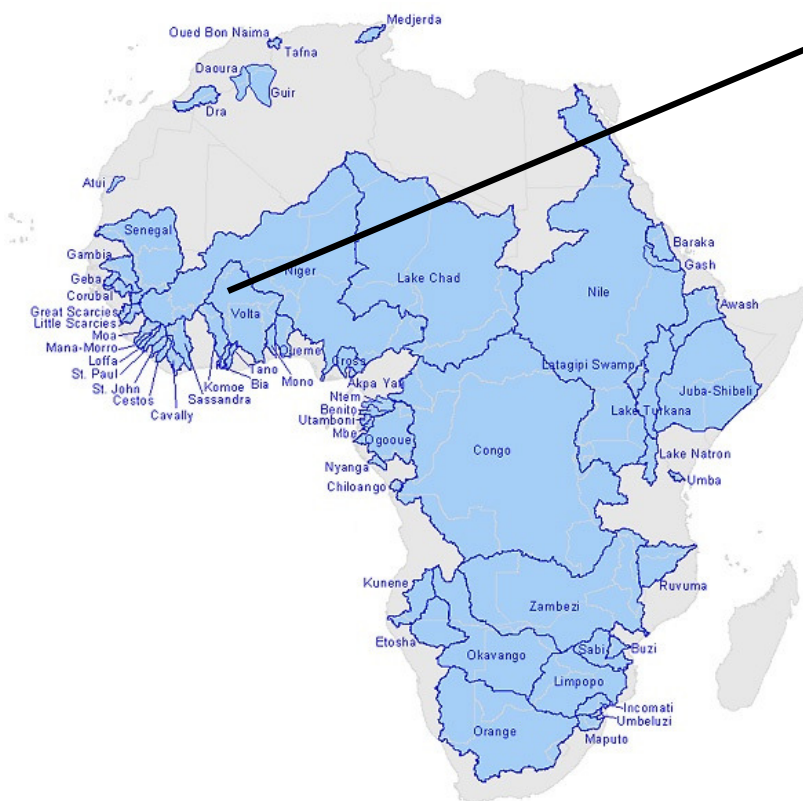 Medjerda
Oued Bon Naima
Tafna
Daoura
Guir
Dra
Atui
Senegal
Gambia
Geba
Corubal
Great Scarcies
Little Scarcies
Moa
Mana-Morro
Loffa
St. Paul
St. John
Cestos
Cavally
Sassandra
Komoe
Bia
Tano
Mono
Oueme
Volta
Niger
Lake Chad
Nile
Baraka
Gash
Awash
Juba-Shibeli
Latagipi Swamp
Lake Turkana
Lake Natron
Umba
Cross
Akpa Yafi
Ntem
Benito
Utamboni
Mbe
Ogooue
Nyanga
Chiloango
Congo
Kunene
Etosha
Zambezi
Ruvuma
Okavango
Sabi
Buzi
Limpopo
Incomati
Umbeluzi
Maputo
Orange